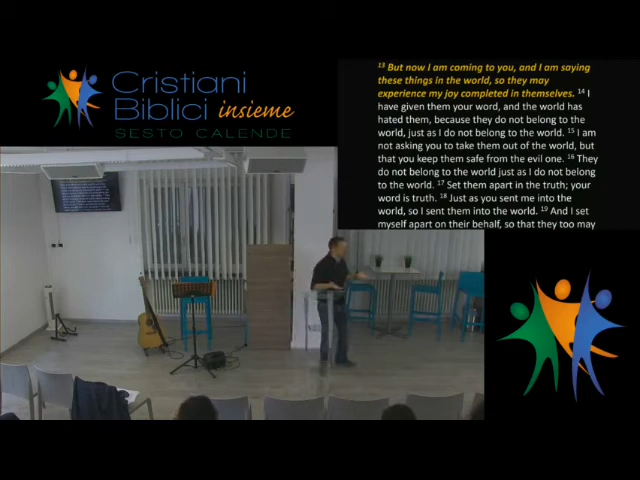 Cristiani
Biblici insieme
SESTO CALENDE
13 But now I am coming to you, and I am saying
these things in the world, so they may
experience my joy completed in themselves. 14 I
have given them your word, and the world has
hated them, because they do not belong to the
world, just as I do not belong to the world. 15 I am
not asking you to take them out of the world, but
that you keep them safe from the evil one. 16 They
do not belong to the world just as I do not belong
to the world. 17 Set them apart in the truth; your
word is truth. 18 Just as you sent me into the
world, so I sent them into the world. 19 And I set
myself apart on their behalf, so that they too may